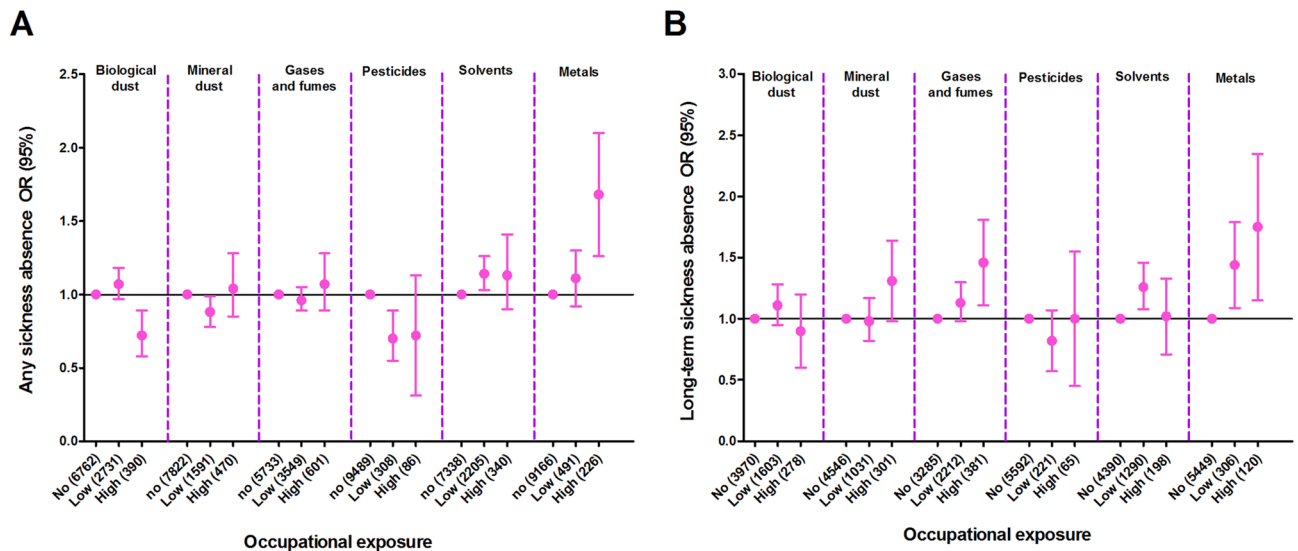 A
Any sickness absence OR (95%)
2.5
2.0
1.5
1.0
0.5
0.0
Biological
dust
Mineral
dust
Gases
and fumes
Pesticides
Solvents
Metals
No (6762)
Low (2731)
High (390)
no (7822)
Low (1591)
High (470)
no (5733)
Low (3549)
High (601)
no (9489)
Low (308)
High (86)
no (7338)
Low (2205)
High (340)
no (9166)
Low (491)
High (226)
Occupational exposure
B
Long-term sickness absence OR (95%)
3.0
2.5
2.0
1.5
1.0
0.5
0.0
Biological
dust
Mineral
dust
Gases
and fumes
Pesticides
Solvents
Metals
No (3970)
Low (1603)
High (278)
No (4546)
Low (1031)
High (301)
No (3285)
Low (2212)
High (381)
No (5592)
Low (221)
High (65)
No (4390)
Low (1290)
High (198)
No (5449)
Low (306)
High (120)
Occupational exposure